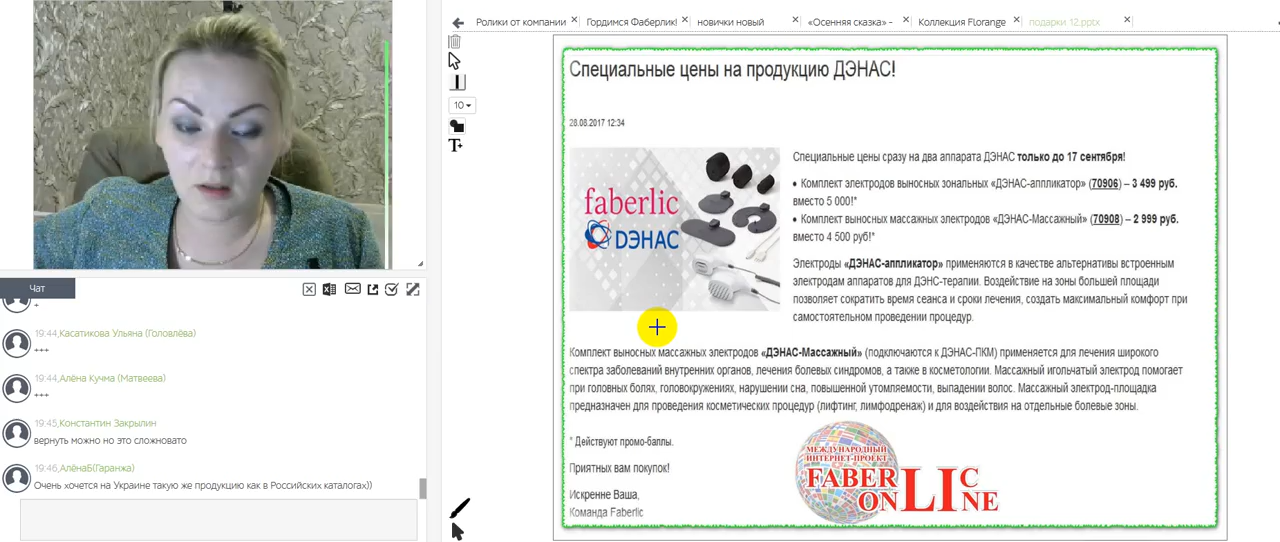 Ролики от компании
Гордимся Фаберлик!
новички новый
«Осенняя сказка» -
Коллекция Florange
подарки 12.pptx
10
T
Специальные цены на продукцию ДЭНАС!
28.08.2017 12:34
faberlic
ДЭНАС
Специальные цены сразу на два аппарата ДЭНАС только до 17 сентября!
• Комплект электродов выносных зональных «ДЭНАС-аппликатор» (70906) – 3 499 руб.
вместо 5 000!*
• Комплект выносных массажных электродов «ДЭНАС-Массажный» (70908) – 2 999 руб.
вместо 4 500 руб!*
Электроды «ДЭНАС-аппликатор» применяются в качестве альтернативы встроенным
электродам аппаратов для ДЭНС-терапии. Воздействие на зоны большей площади
позволяет сократить время сеанса и сроки лечения, создать максимальный комфорт при
самостоятельном проведении процедур.
Комплект выносных массажных электродов «ДЭНАС-Массажный» (подключаются к ДЭНАС-ПКМ) применяется для лечения широкого
спектра заболеваний внутренних органов, лечения болевых синдромов, а также в косметологии. Массажный игольчатый электрод помогает
при головных болях, головокружениях, нарушении сна, повышенной утомляемости, выпадении волос. Массажный электрод-площадка
предназначен для проведения косметических процедур (лифтинг, лимфодренаж) и для воздействия на отдельные болевые зоны.
* Действуют промо-баллы.
Приятных вам покупок!
Искренне Ваша,
Команда Faberlic
МЕЖДУНАРОДНЫЙ
ИНТЕРНЕТ-ПРОЕКТ
FABERLIC
ONLINE
Чат
+
19:44,Касатикова Ульяна (Головлёва)
+++
19:44,Алёна Кучма (Матвеева)
+++
19:45,Константин Закрылин
вернуть можно но это сложновато
19:46,АлёнаБ(Гаранжа)
Очень хочется на Украине такую же продукцию как в Российских каталогах))